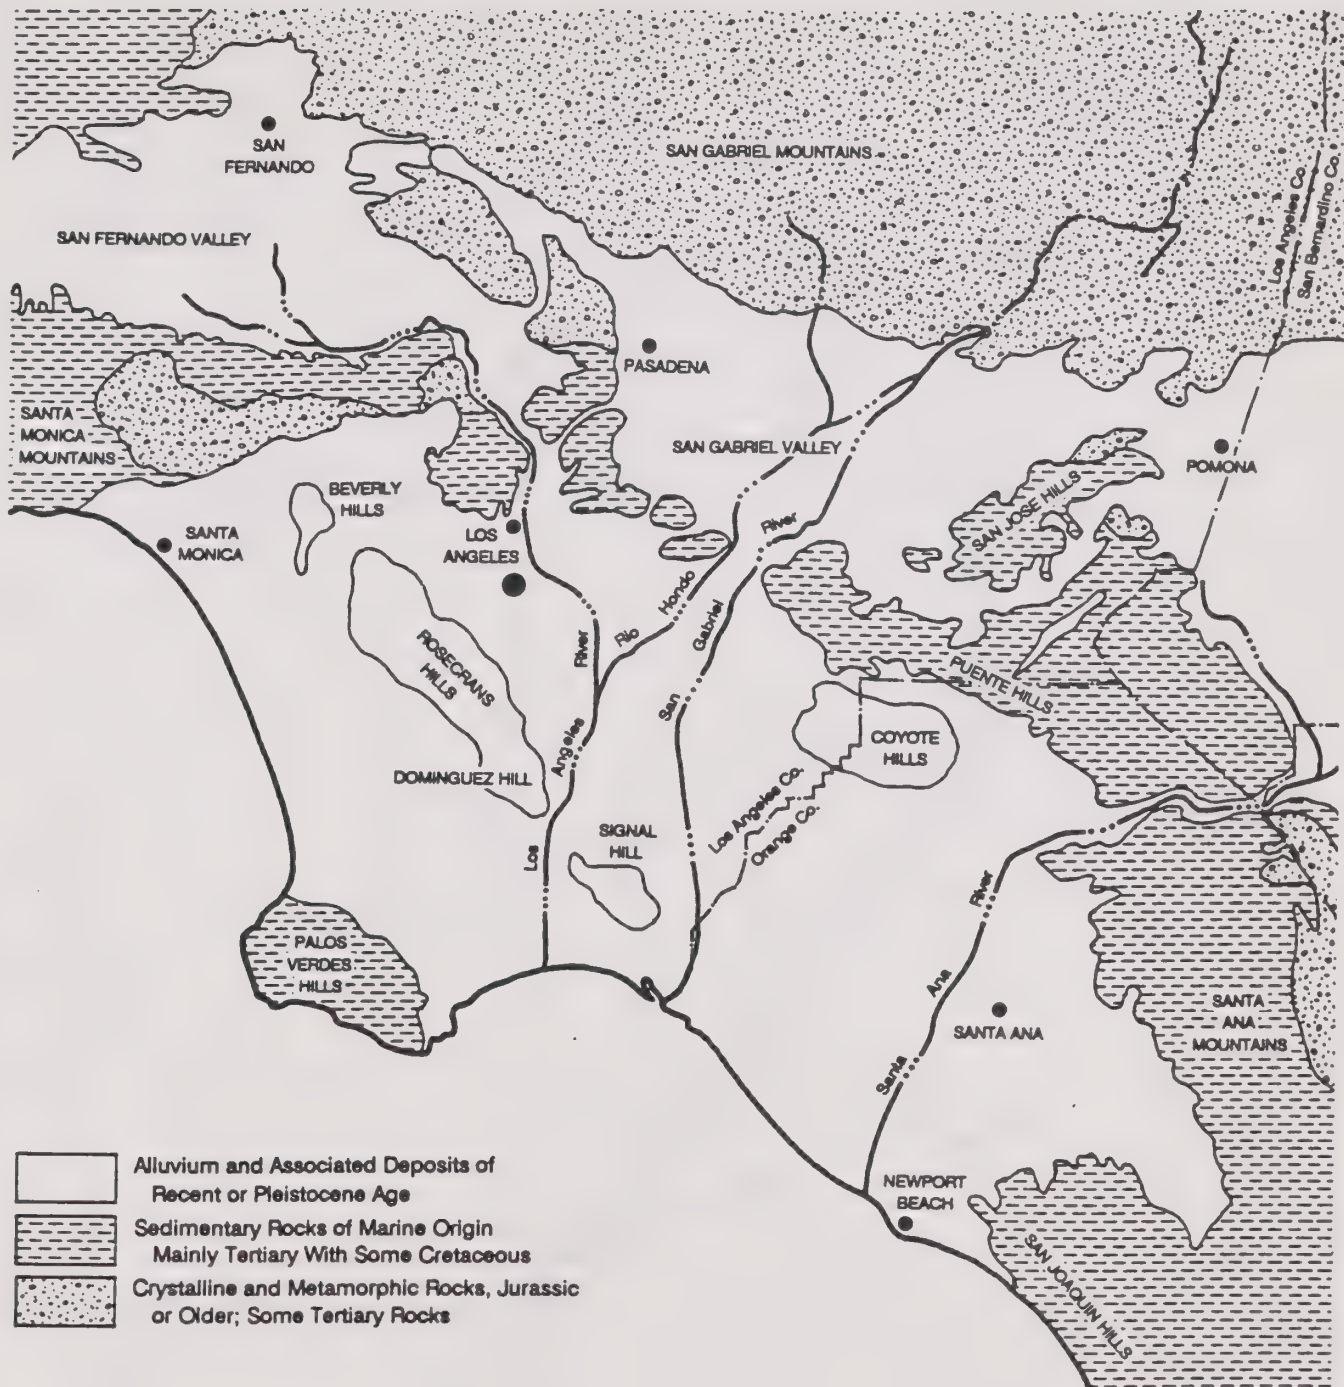 SAN
FERNANDO
SAN GABRIEL MOUNTAINS
Los Angeles Co.
San Bernardino Co.
SAN FERNANDO VALLEY
PASADENA
SANTA
MONICA
MOUNTAINS
SAN GABRIEL VALLEY
POMONA
BEVERLY
HILLS
SAN JOSE HILLS
SANTA
MONICA
LOS
ANGELES
River
Rio Hondo
San Gabriel
ROSECRANS
HILLS
Los Angeles River
PUENTE HILLS
COYOTE
HILLS
DOMINGUEZ HILL
Los Angeles Co.
Orange Co.
SIGNAL
HILL
Santa Ana River
PALOS
VERDES
HILLS
SANTA ANA
SANTA
ANA
MOUNTAINS
NEWPORT
BEACH
SAN JOAQUIN HILLS
Alluvium and Associated Deposits of
Recent or Pleistocene Age
Sedimentary Rocks of Marine Origin
Mainly Tertiary With Some Cretaceous
Crystalline and Metamorphic Rocks, Jurassic
or Older; Some Tertiary Rocks